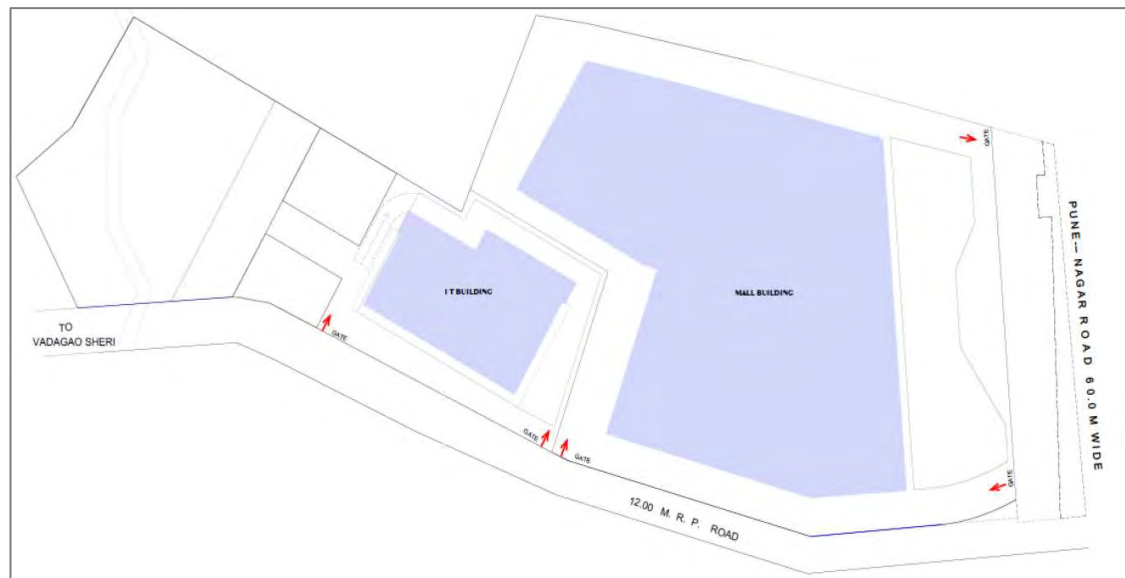 GATE
I T BUILDING
MALL BUILDING
PUNE--- NAGAR ROAD 60.0 M WIDE
TO
VADAGAO SHERI
GATE
GATE
GATE
GATE
12.00 M. R. P. ROAD